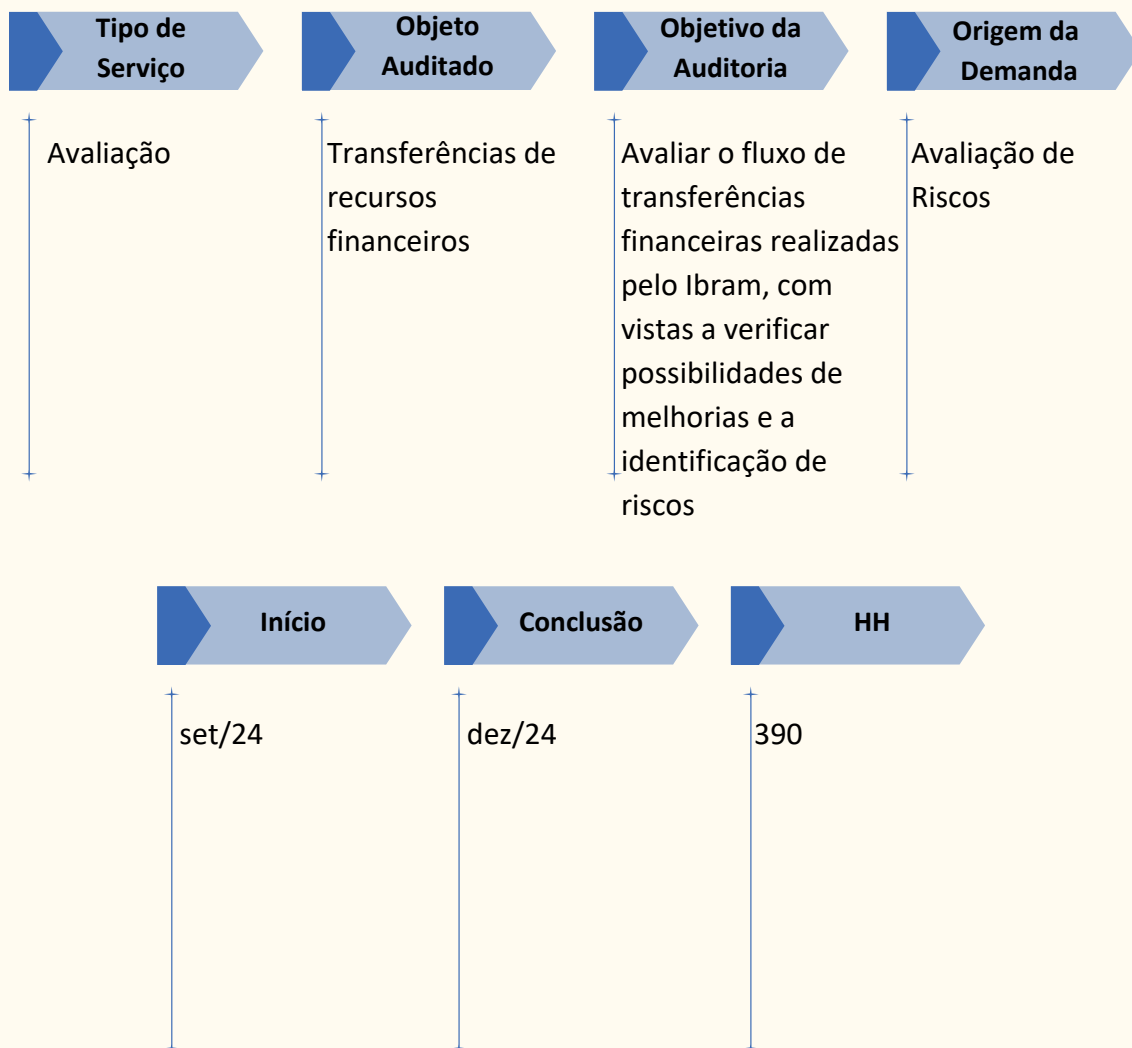 Tipo de
Serviço
Objeto
Auditado
Objetivo da
Auditoria
Origem da
Demanda
Avaliação
Transferências de
recursos
financeiros
Avaliar o fluxo de
transferências
financeiras realizadas
pelo Ibram, com
vistas a verificar
possibilidades de
melhorias e a
identificação de
riscos
Avaliação de
Riscos
Início
Conclusão
HH
set/24
dez/24
390